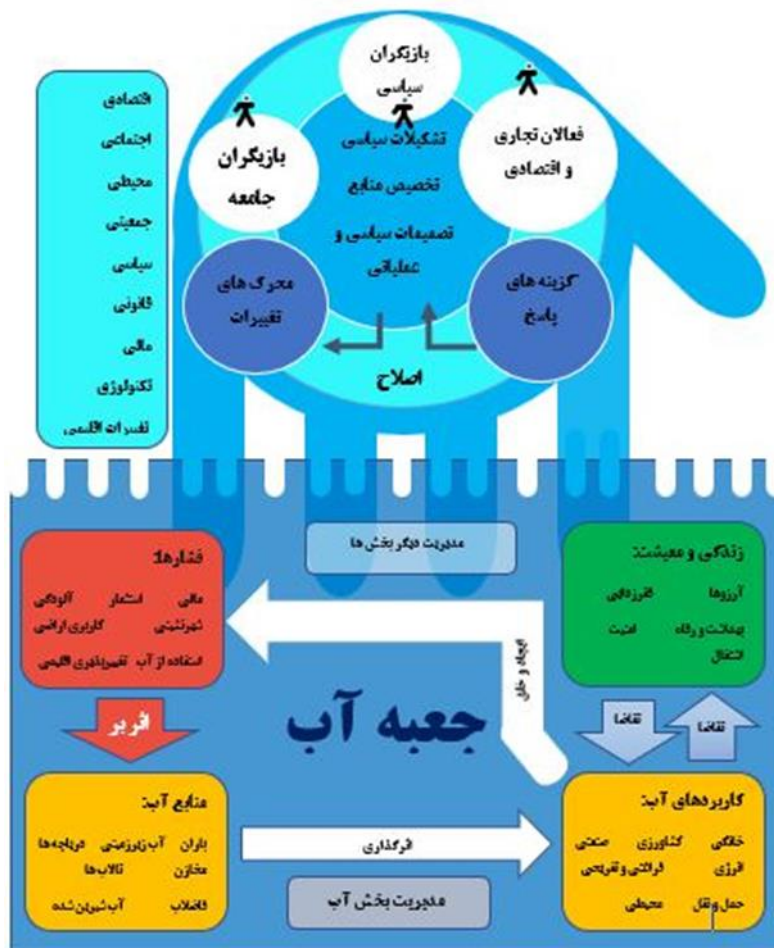 بازیگران
سیاسی
فعالان تجاری
و اقتصادی
بازیگران
جامعه
تشکیلات سیاسی
تخصیص منابع
تصمیمات سیاسی و
عملیاتی
گزینه های
پاسخ
محرک های
تغییرات
اصلاح
اقتصادی
اجتماعی
محیطی
جمعیتی
سیاسی
قانونی
مالی
تکنولوژی
تغییرات اقلیمی
مدیریت دیگر بخش ها
زندگی و معیشت:
آرزوها فقرزدایی
بهداشت و رفاه امنیت
اشتغال
فشارها:
مالی استعمار آلودگی
شهرنشینی کاربری اراضی
استفاده از آب تغییرپذیری اقلیمی
ایجاد و خلق
جعبه آب
تقاضا
تقاضا
اثر بر
کاربردهای آب:
خانگی کشاورزی صنعتی
انرژی و تفریحی
حمل و نقل محیطی
منابع آب:
باران آب زیرزمینی دریاچه ها
مخازن تالاب ها
فاضلاب آب شیرین شده
اثرگذاری
مدیریت بخش آب